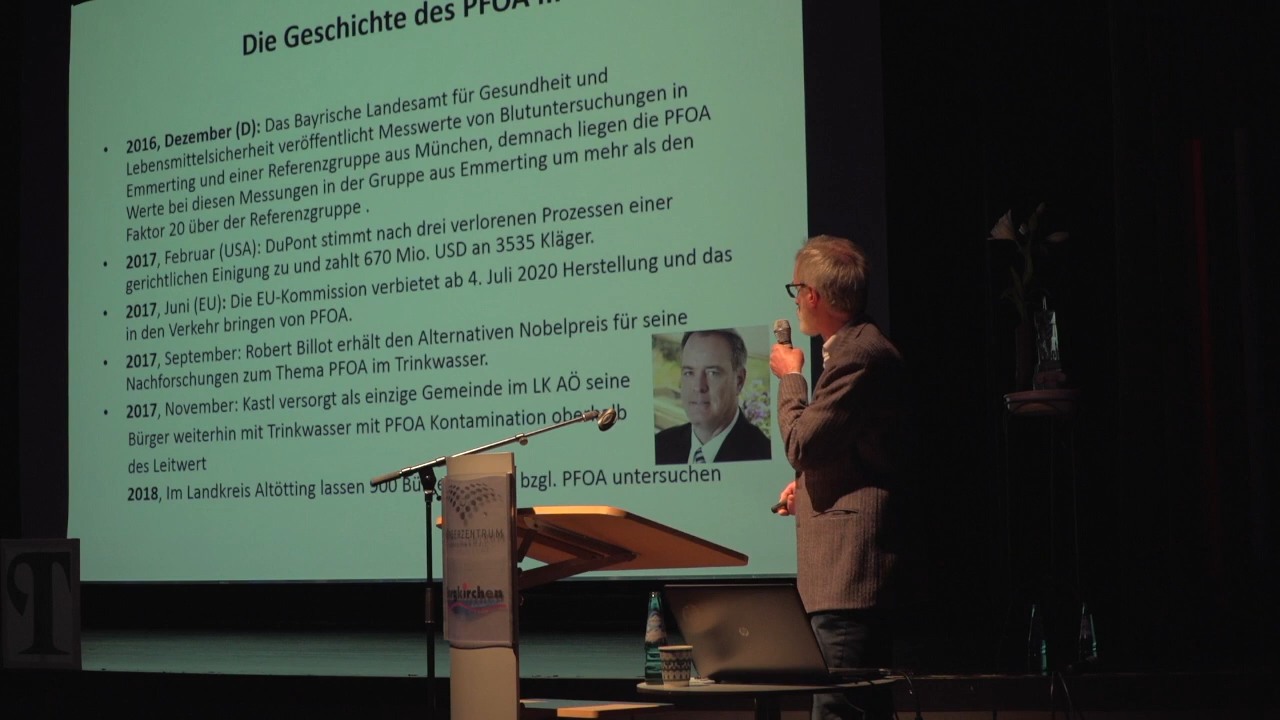 Die Geschichte des PFOA
• 2016, Dezember (D): Das Bayrische Landesamt für Gesundheit und
Lebensmittelsicherheit veröffentlicht Messwerte von Blutuntersuchungen in
Emmerting und einer Referenzgruppe aus München, demnach liegen die PFOA
Werte bei diesen Messungen in der Gruppe aus Emmerting um mehr als den
Faktor 20 über der Referenzgruppe .
• 2017, Februar (USA): DuPont stimmt nach drei verlorenen Prozessen einer
gerichtlichen Einigung zu und zahlt 670 Mio. USD an 3535 Kläger.
• 2017, Juni (EU): Die EU-Kommission verbietet ab 4. Juli 2020 Herstellung und das
in den Verkehr bringen von PFOA.
• 2017, September: Robert Billot erhält den Alternativen Nobelpreis für seine
Nachforschungen zum Thema PFOA im Trinkwasser.
• 2017, November: Kastl versorgt als einzige Gemeinde im LK AÖ seine
Bürger weiterhin mit Trinkwasser mit PFOA Kontamination oberhalb
des Leitwert
2018, Im Landkreis Altötting lassen 900 bzgl. PFOA untersuchen
T